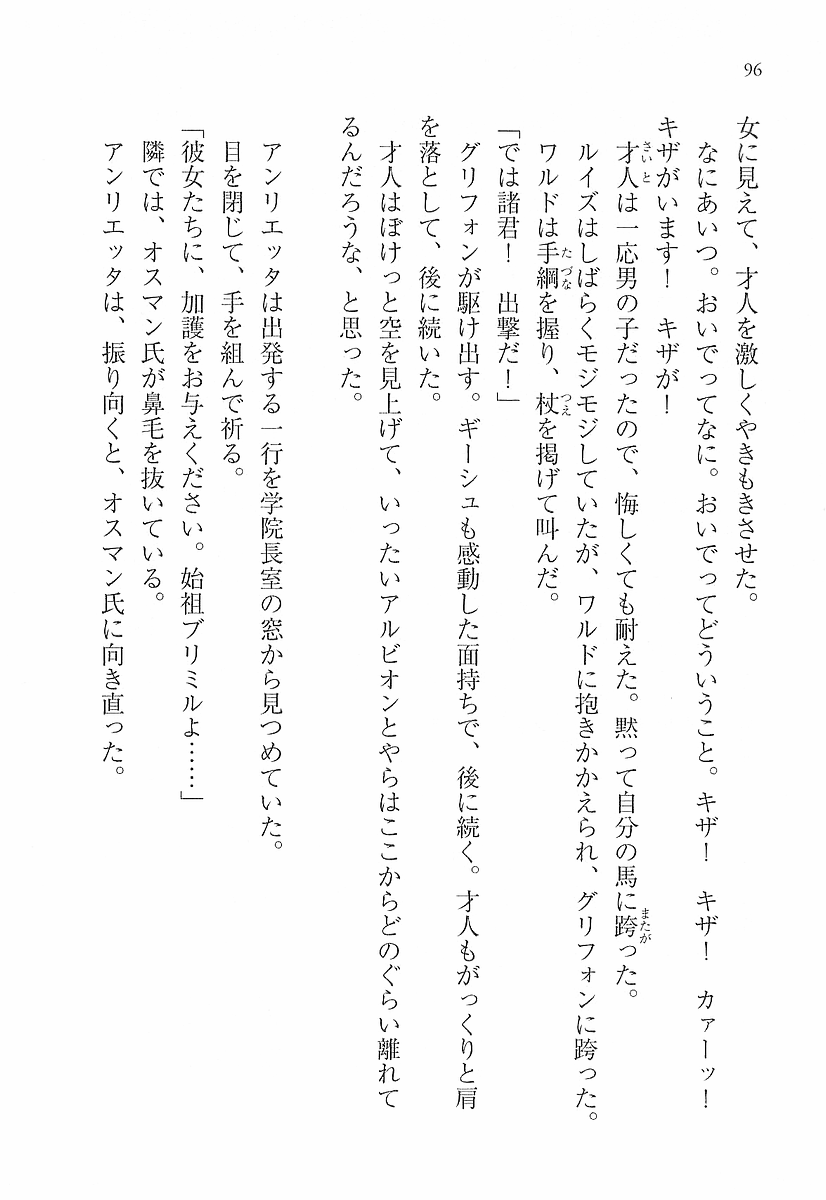 96
女に見えて、才人を激しくやきもきさせた。
なにあいつ。おいでってなに。おいでってどういうこと。キザ！　キザ！　カァーッ！
キザがいます！　キザが！
才人は一応男の子だったので、悔しくても耐えた。黙って自分の馬に跨った。
ルイズはしばらくモジモジしていたが、ワルドに抱きかかえられ、グリフォンに跨った。
ワルドは手綱を握り、杖を掲げて叫んだ。
「では諸君！　出撃だ！」
グリフォンが駆け出す。ギーシュも感動した面持ちで、後に続く。才人もがっくりと肩
を落として、後に続いた。
才人はぼけっと空を見上げて、いったいアルビオンとやらはここからどのぐらい離れて
るんだろうな、と思った。
アンリエッタは出発する一行を学院長室の窓から見つめていた。
目を閉じて、手を組んで祈る。
「彼女たちに、加護をお与えください。始祖ブリミルよ……」
隣では、オスマン氏が鼻毛を抜いている。
アンリエッタは、振り向くと、オスマン氏に向き直った。